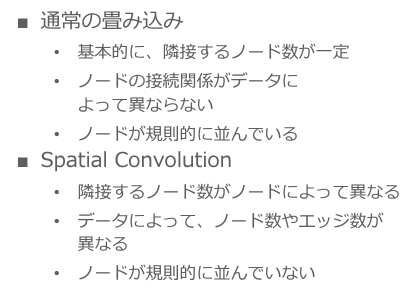 ■ 通常の畳み込み
• 基本的に、隣接するノード数が一定
• ノードの接続関係がデータに
よって異ならない
• ノードが規則的に並んでいる
■ Spatial Convolution
• 隣接するノード数がノードによって異なる
• データによって、ノード数やエッジ数が
異なる
• ノードが規則的に並んでいない